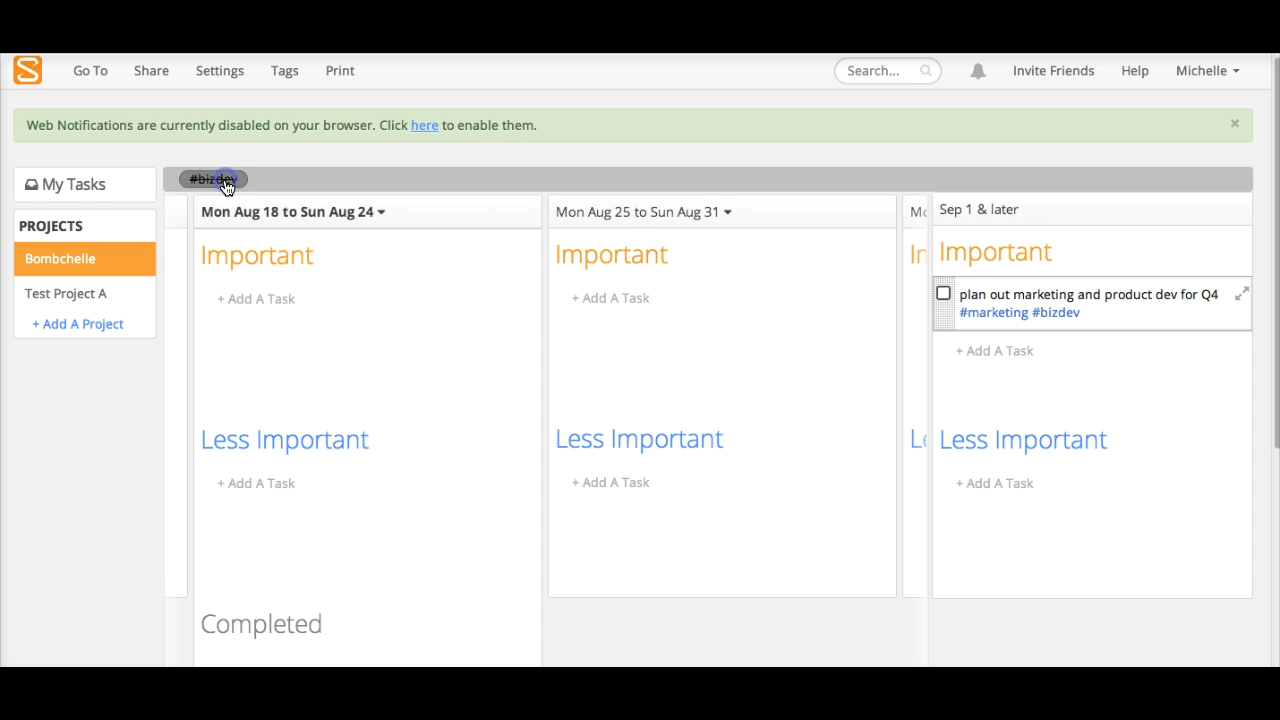 S
Go To
Share
Settings
Tags
Print
Search...
Invite Friends
Help
Michelle
Web Notifications are currently disabled on your browser. Click here to enable them.
×
My Tasks
#bizdev
PROJECTS
Bombchelle
Test Project A
+ Add A Project
Mon Aug 18 to Sun Aug 24
Important
+ Add A Task
Less Important
+ Add A Task
Completed
Mon Aug 25 to Sun Aug 31
Important
+ Add A Task
Less Important
+ Add A Task
Sep 1 & later
Important
plan out marketing and product dev for Q4
#marketing #bizdev
+ Add A Task
Less Important
+ Add A Task